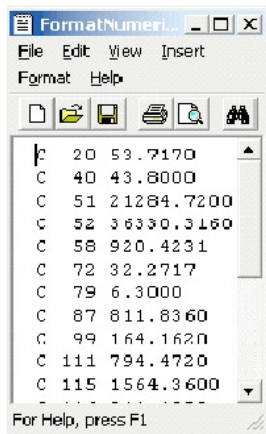 FormatNumeri...
File Edit View Insert
Format Help
C 20 53.7170
C 40 43.8000
C 51 21284.7200
C 52 36330.3160
C 58 920.4231
C 72 32.2717
C 79 6.3000
C 87 811.8360
C 99 164.1620
C 111 794.4720
C 115 1564.3600
For Help, press F1